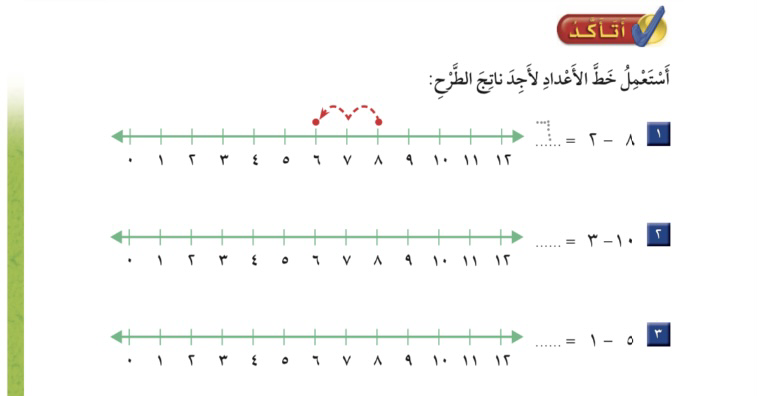 أتأكد
أَسْتَعْمِلُ خَطَّ الأَعْدادِ لأَجِدَ ناتِجَ الطَّرْحِ:
١ ٨ – ٢ = ٦
٠ ١ ٢ ٣ ٤ ٥ ٦ ٧ ٨ ٩ ١٠ ١١ ١٢
٢ ١٠ – ٣ = ......
٠ ١ ٢ ٣ ٤ ٥ ٦ ٧ ٨ ٩ ١٠ ١١ ١٢
٣ ٥ – ١ = ......
٠ ١ ٢ ٣ ٤ ٥ ٦ ٧ ٨ ٩ ١٠ ١١ ١٢